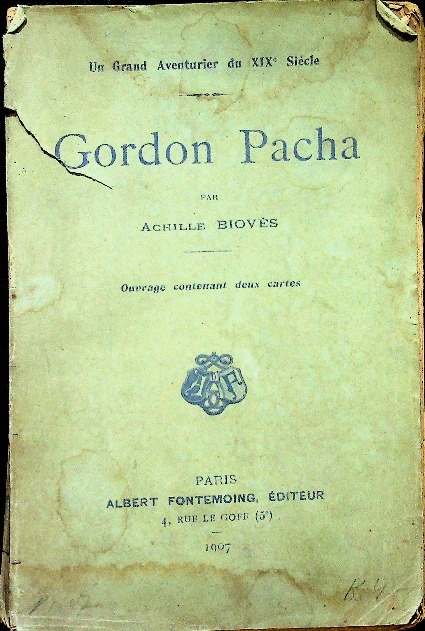 Un Grand Aventurier du XIXe Siècle
Gordon Pacha
PAR
ACHILLE BIOVÈS
Ouvrage contenant deux cartes
A F
PARIS
ALBERT FONTEMOING, ÉDITEUR
4, RUE LE GOFF (5e)
1907